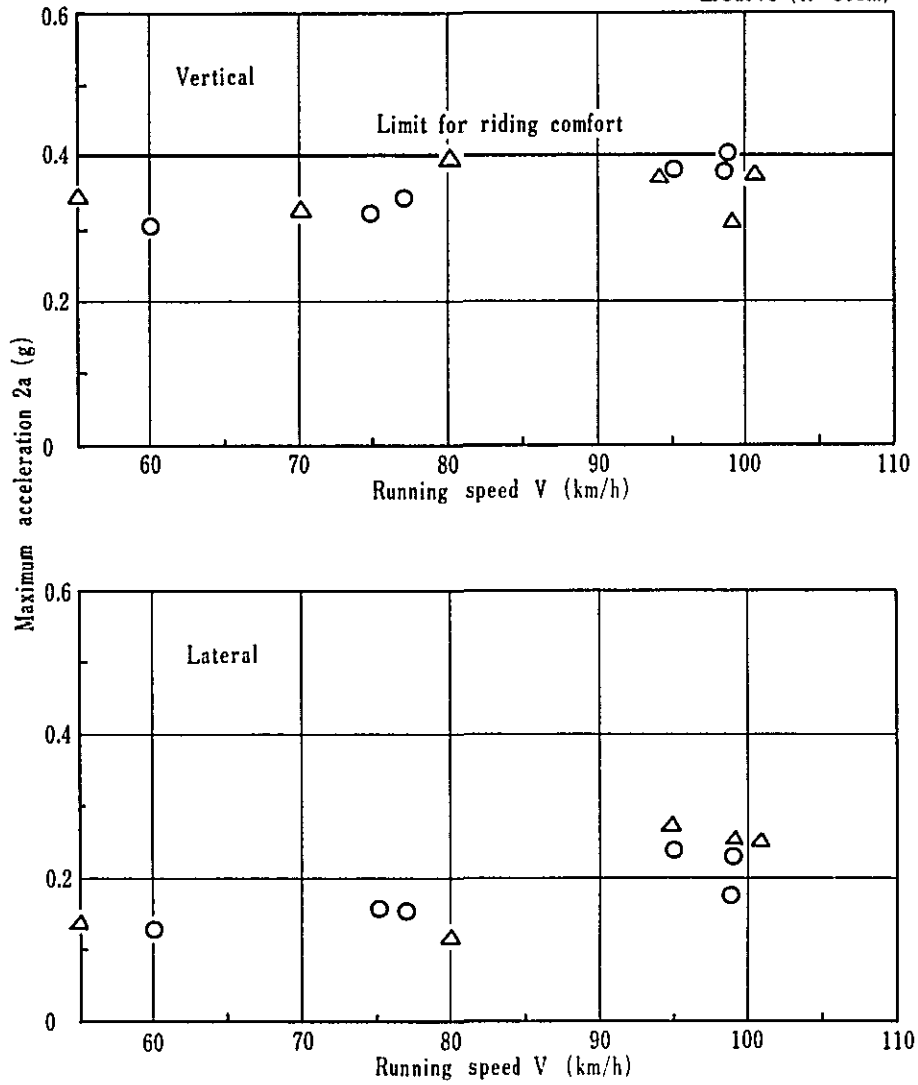 0.6
Vertical
Limit for riding comfort
0.4
0.2
0
60 70 80 90 100 110
Running speed V (km/h)
Maximum acceleration 2a (g)
0.6
Lateral
0.4
0.2
0
60 70 80 90 100 110
Running speed V (km/h)